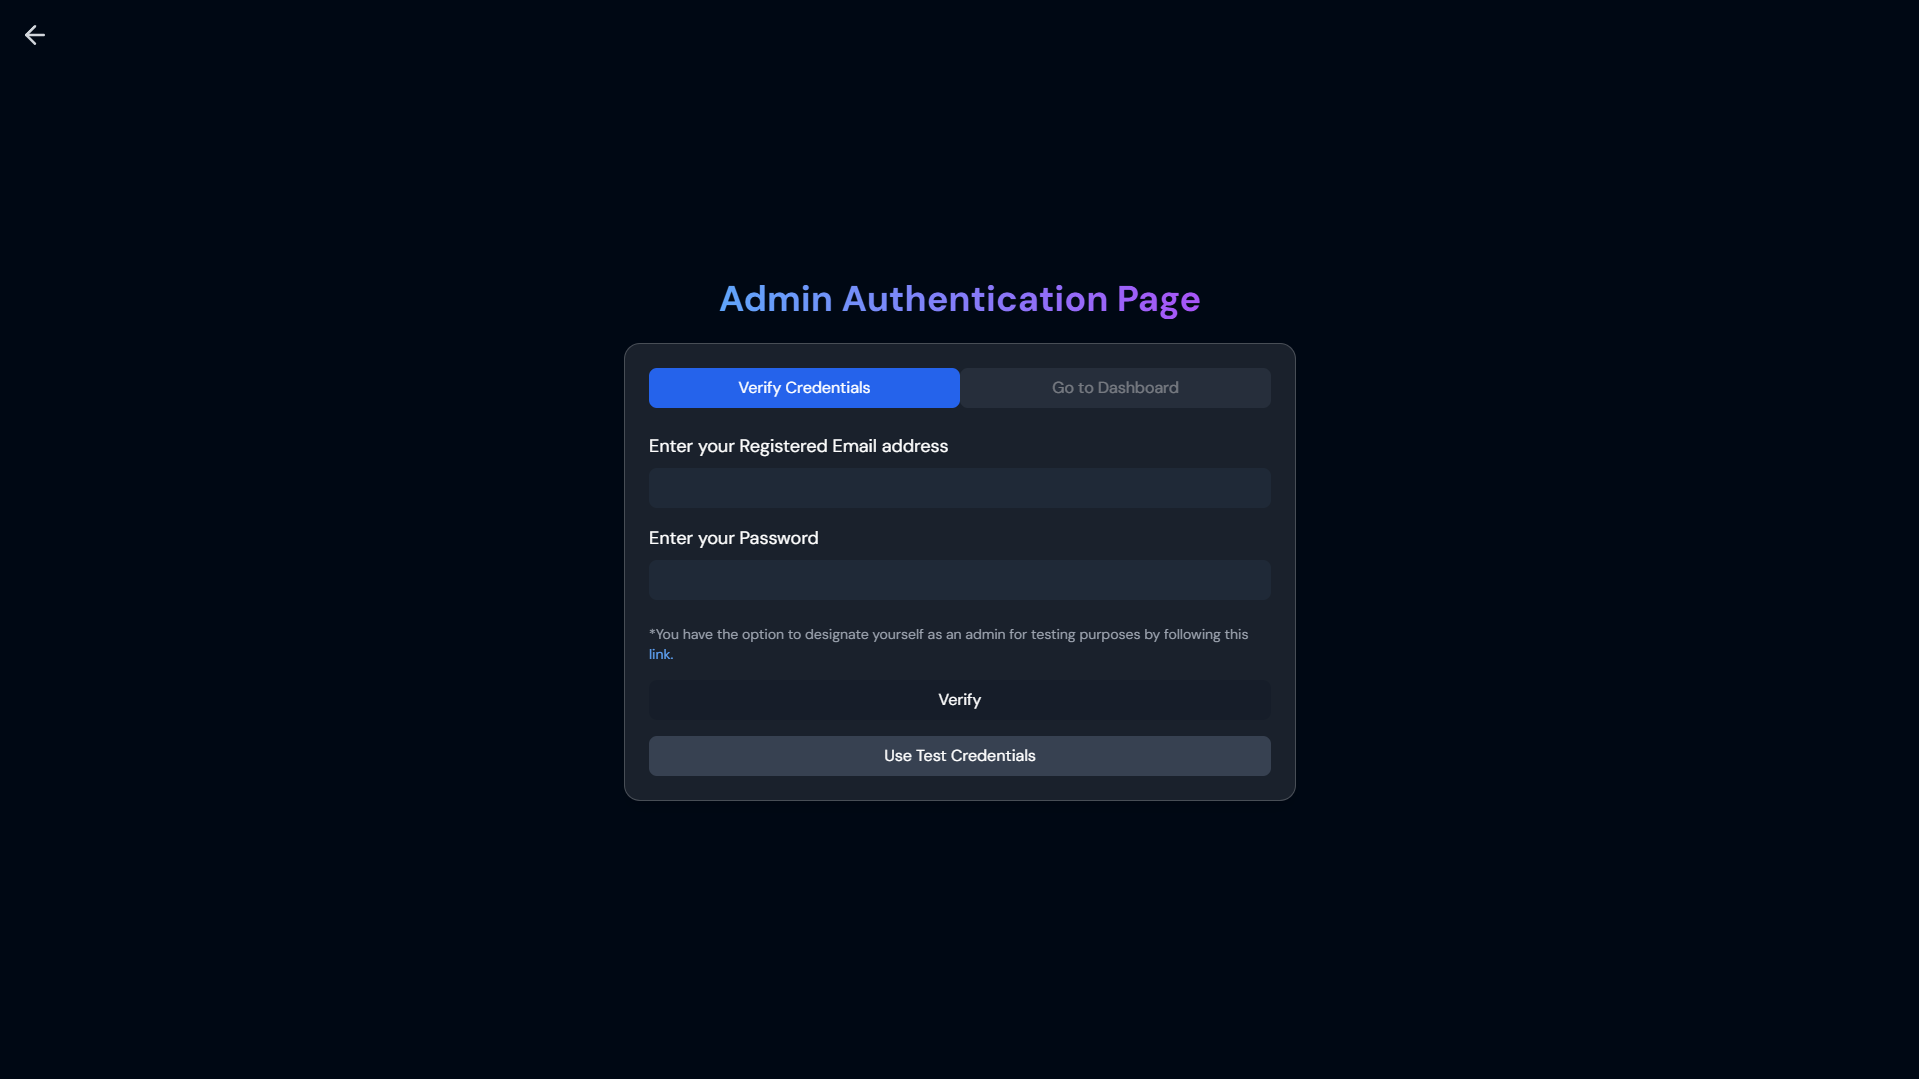 Admin Authentication Page
Verify Credentials
Go to Dashboard
Enter your Registered Email address
Enter your Password
*You have the option to designate yourself as an admin for testing purposes by following this
link.
Verify
Use Test Credentials